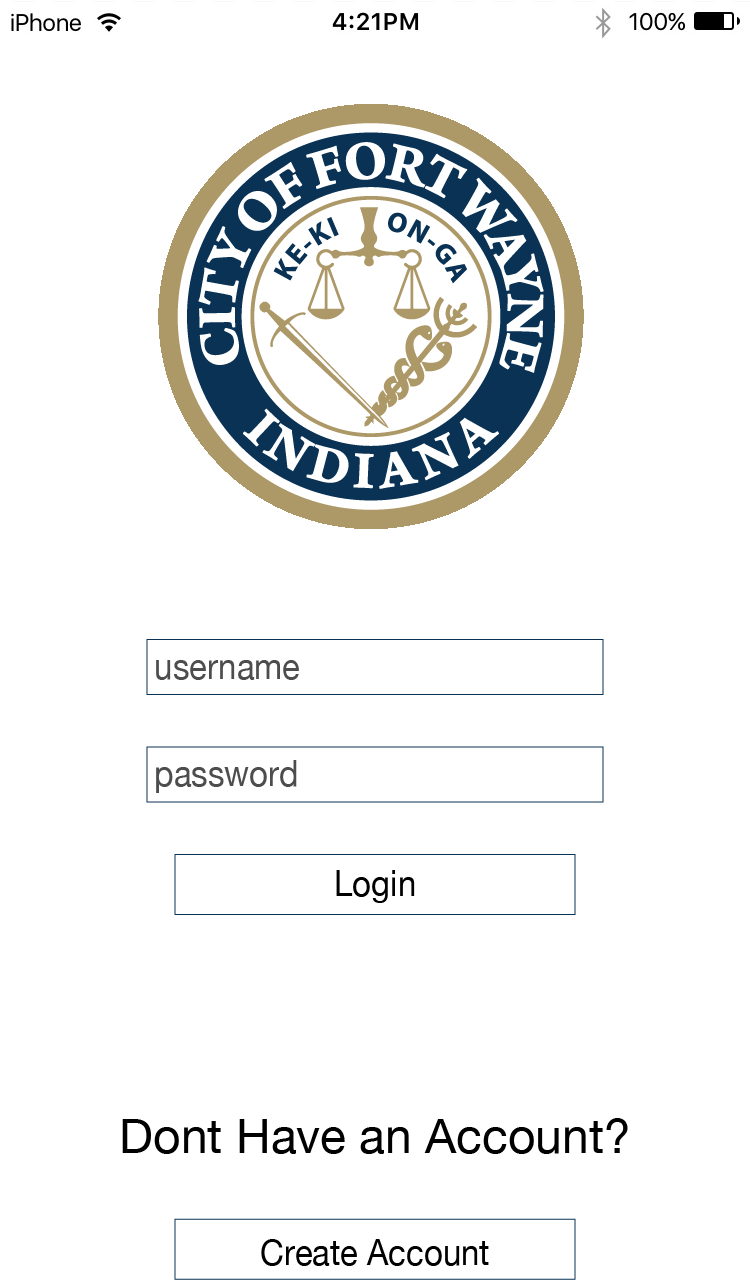 iPhone 4:21PM 100%
CITY OF FORT WAYNE
KE-KI ON-GA
INDIANA
username
password
Login
Dont Have an Account?
Create Account